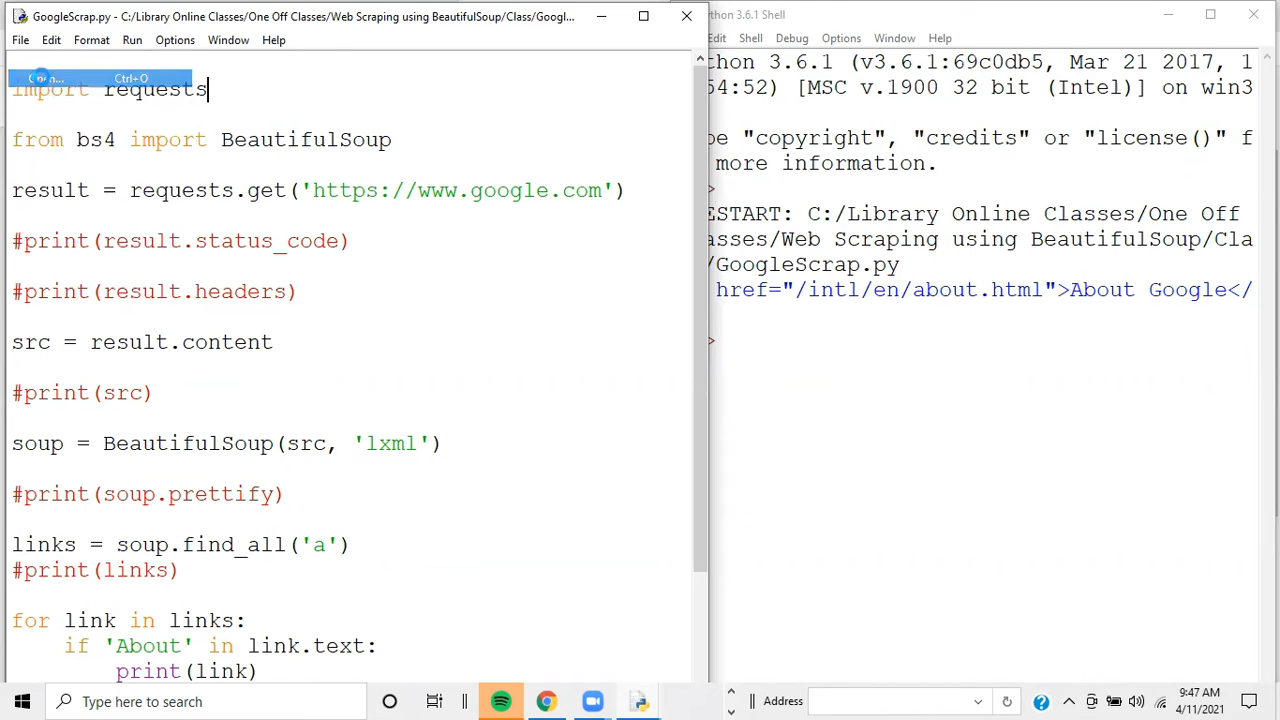 GoogleScrap.py - C:/Library Online Classes/One Off Classes/Web Scraping using BeautifulSoup/Class/Googl...
File Edit Format Run Options Window Help
Open... Ctrl+O
import requests
from bs4 import BeautifulSoup
result = requests.get('https://www.google.com')
#print(result.status_code)
#print(result.headers)
src = result.content
#print(src)
soup = BeautifulSoup(src, 'lxml')
#print(soup.prettify)
links = soup.find_all('a')
#print(links)
for link in links:
if 'About' in link.text:
print(link)
ython 3.6.1 Shell
Edit Shell Debug Options Window Help
thon 3.6.1 (v3.6.1:69c0db5, Mar 21 2017, 1
54:52) [MSC v.1900 32 bit (Intel)] on win3
pe "copyright", "credits" or "license()" f
more information.
>
ESTART: C:/Library Online Classes/One Off
asses/Web Scraping using BeautifulSoup/Cla
/GoogleScrap.py
href="/intl/en/about.html">About Google</
>
Type here to search
Address
9:47 AM
4/11/2021